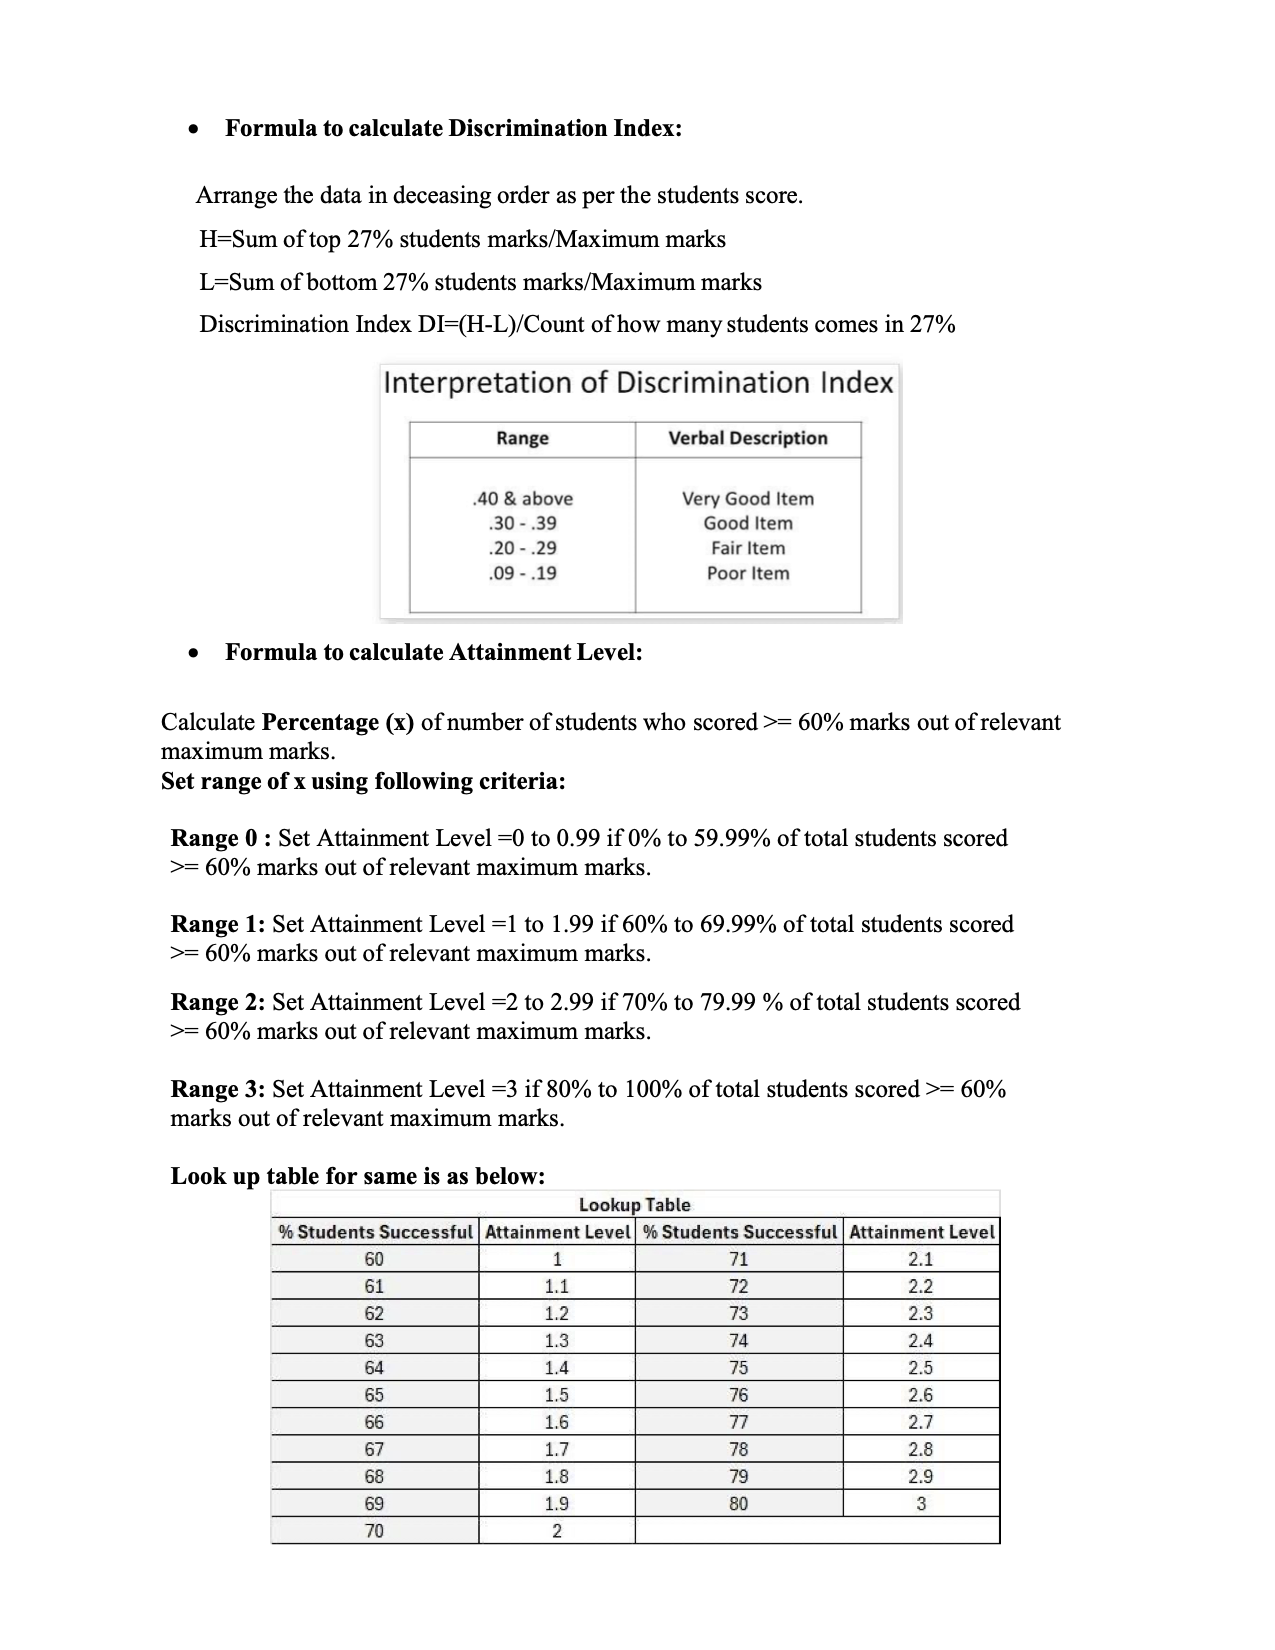 • Formula to calculate Discrimination Index:
Arrange the data in deceasing order as per the students score.
H=Sum of top 27% students marks/Maximum marks
L=Sum of bottom 27% students marks/Maximum marks
Discrimination Index DI=(H-L)/Count of how many students comes in 27%
Interpretation of Discrimination Index
Range Verbal Description
.40 & above Very Good Item
.30 - .39 Good Item
.20 - .29 Fair Item
.09 - .19 Poor Item
• Formula to calculate Attainment Level:
Calculate Percentage (x) of number of students who scored >= 60% marks out of relevant
maximum marks.
Set range of x using following criteria:
Range 0 : Set Attainment Level =0 to 0.99 if 0% to 59.99% of total students scored
>= 60% marks out of relevant maximum marks.
Range 1: Set Attainment Level =1 to 1.99 if 60% to 69.99% of total students scored
>= 60% marks out of relevant maximum marks.
Range 2: Set Attainment Level =2 to 2.99 if 70% to 79.99 % of total students scored
>= 60% marks out of relevant maximum marks.
Range 3: Set Attainment Level =3 if 80% to 100% of total students scored >= 60%
marks out of relevant maximum marks.
Look up table for same is as below:
Lookup Table
% Students Successful Attainment Level % Students Successful Attainment Level
60 1 71 2.1
61 1.1 72 2.2
62 1.2 73 2.3
63 1.3 74 2.4
64 1.4 75 2.5
65 1.5 76 2.6
66 1.6 77 2.7
67 1.7 78 2.8
68 1.8 79 2.9
69 1.9 80 3
70 2